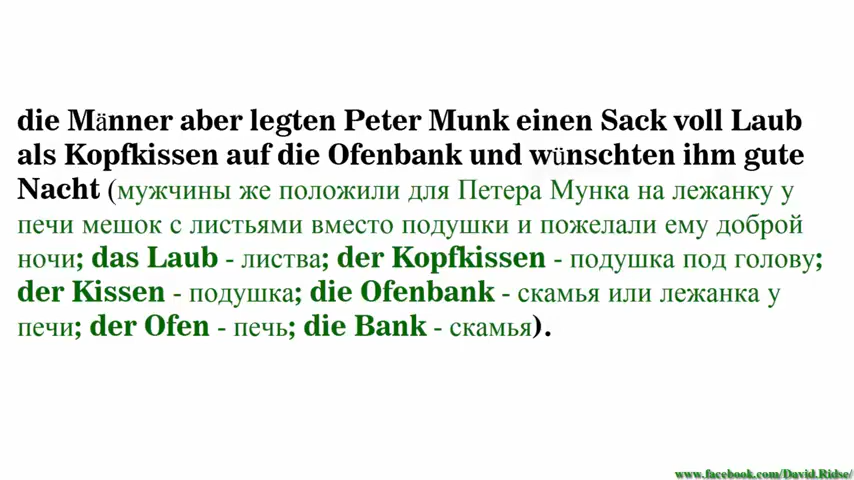 die Männer aber legten Peter Munk einen Sack voll Laub
als Kopfkissen auf die Ofenbank und wünschten ihm gute
Nacht (мужчины же положили для Петера Мунка на лежанку у
печи мешок с листьями вместо подушки и пожелали ему доброй
ночи; das Laub - листва; der Kopfkissen - подушка под голову;
der Kissen - подушка; die Ofenbank - скамья или лежанка у
печи; der Ofen - печь; die Bank - скамья).
www.facebook.com/David.Ridse/